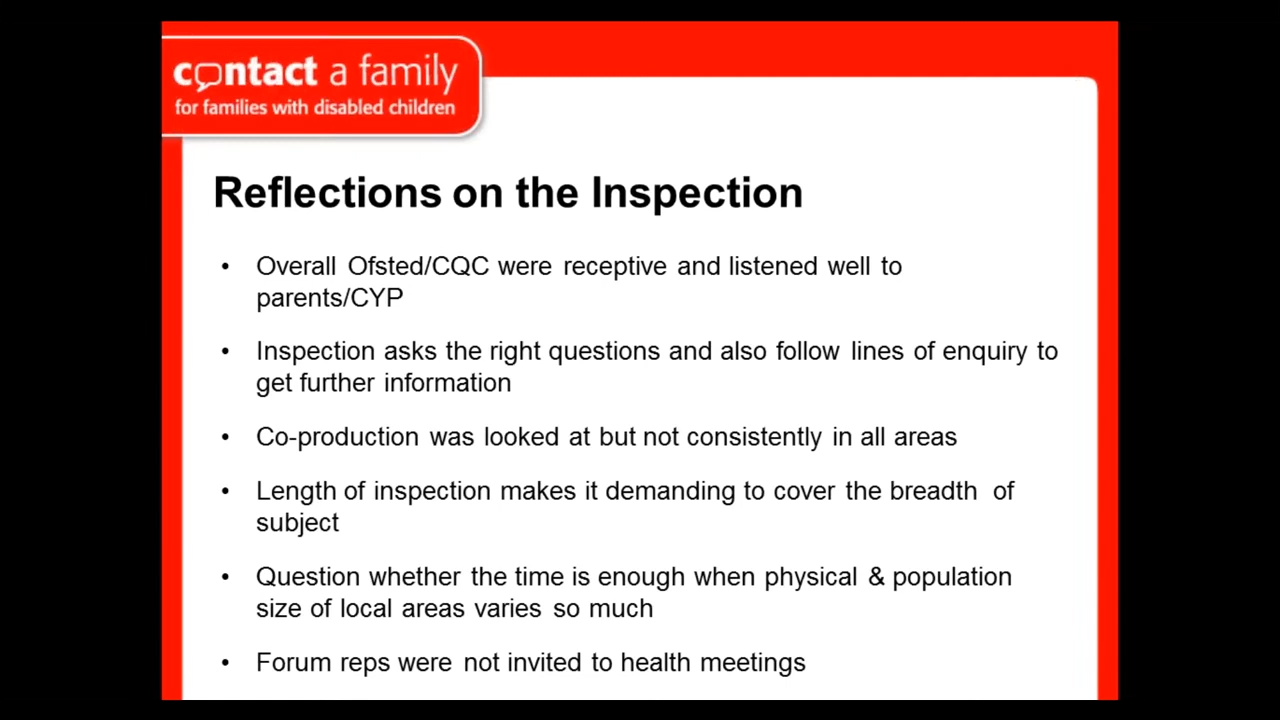 contact a family
for families with disabled children
Reflections on the Inspection
• Overall Ofsted/CQC were receptive and listened well to
parents/CYP
• Inspection asks the right questions and also follow lines of enquiry to
get further information
• Co-production was looked at but not consistently in all areas
• Length of inspection makes it demanding to cover the breadth of
subject
• Question whether the time is enough when physical & population
size of local areas varies so much
• Forum reps were not invited to health meetings